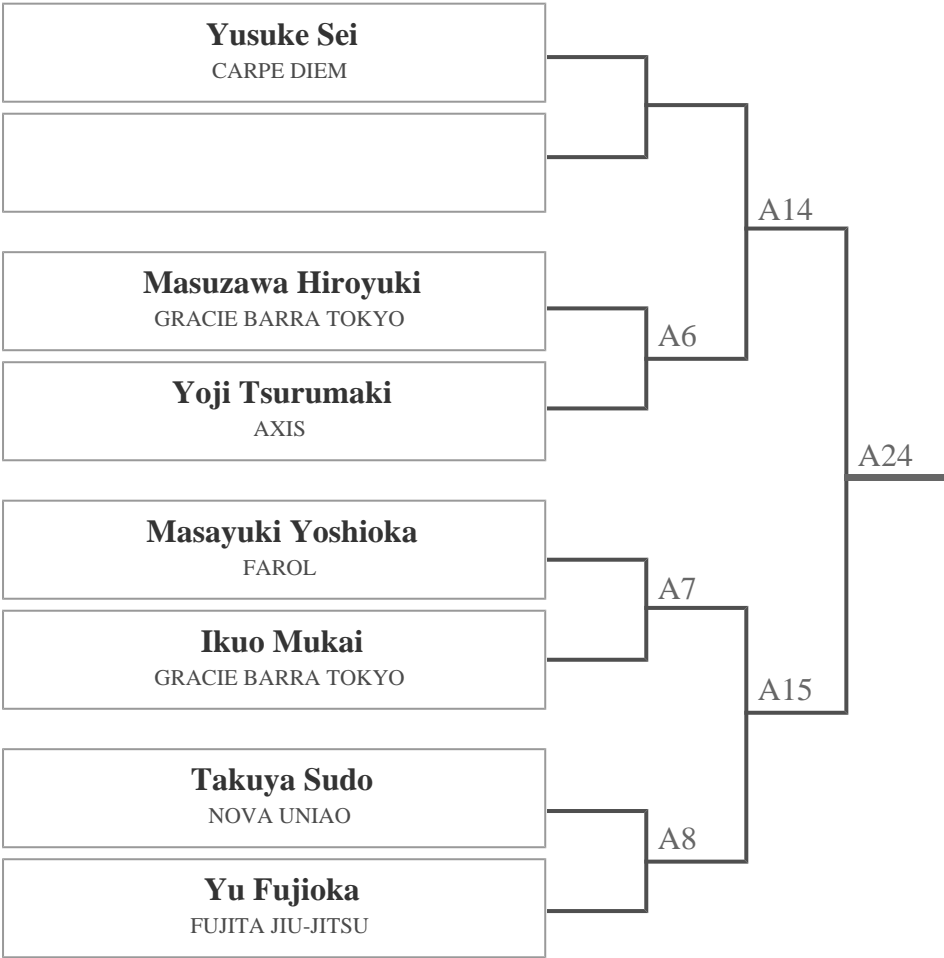 Yusuke Sei
CARPE DIEM
A14
Masuzawa Hiroyuki
GRACIE BARRA TOKYO
A6
Yoji Tsurumaki
AXIS
A24
Masayuki Yoshioka
FAROL
A7
Ikuo Mukai
GRACIE BARRA TOKYO
A15
Takuya Sudo
NOVA UNIAO
A8
Yu Fujioka
FUJITA JIU-JITSU